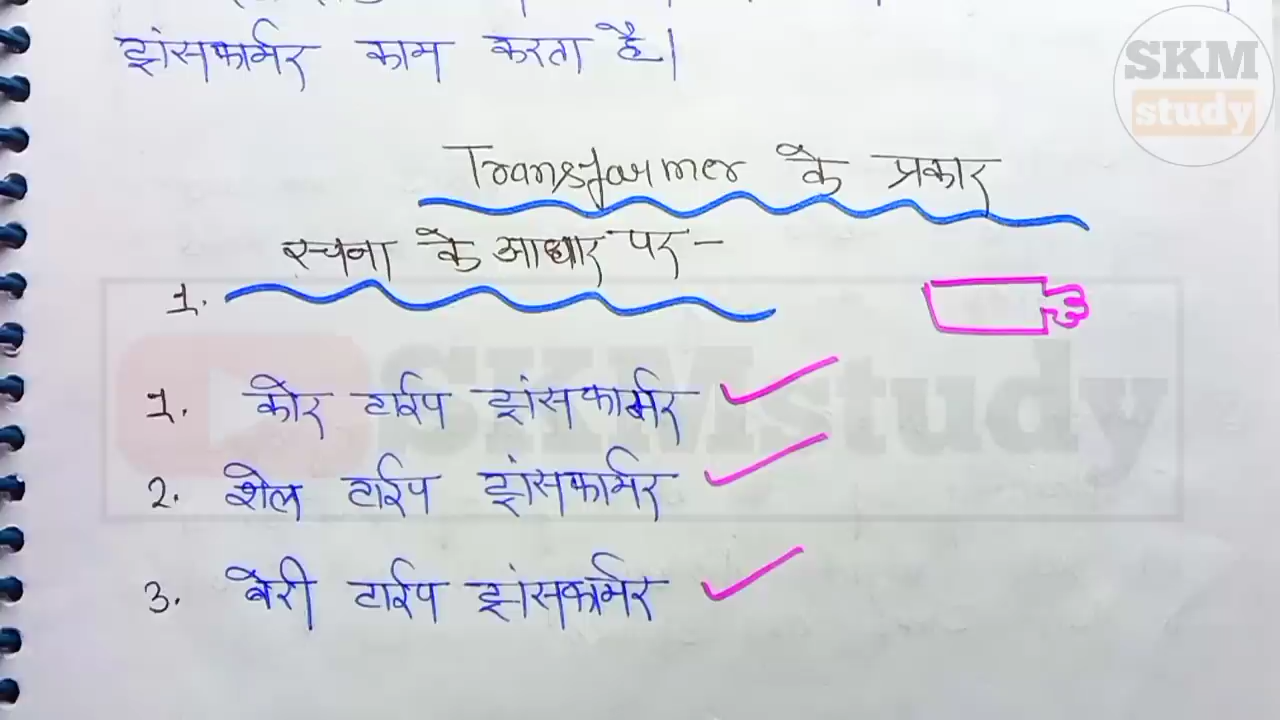 ट्रांसफार्मर काम करता है।
SKM
study
Transformer के प्रकार
रचना के आधार पर –
1.
SKMstudy
1. कोर टाईप ट्रांसफार्मर
2. शेल टाईप ट्रांसफार्मर
3. बेरी टाईप ट्रांसफार्मर